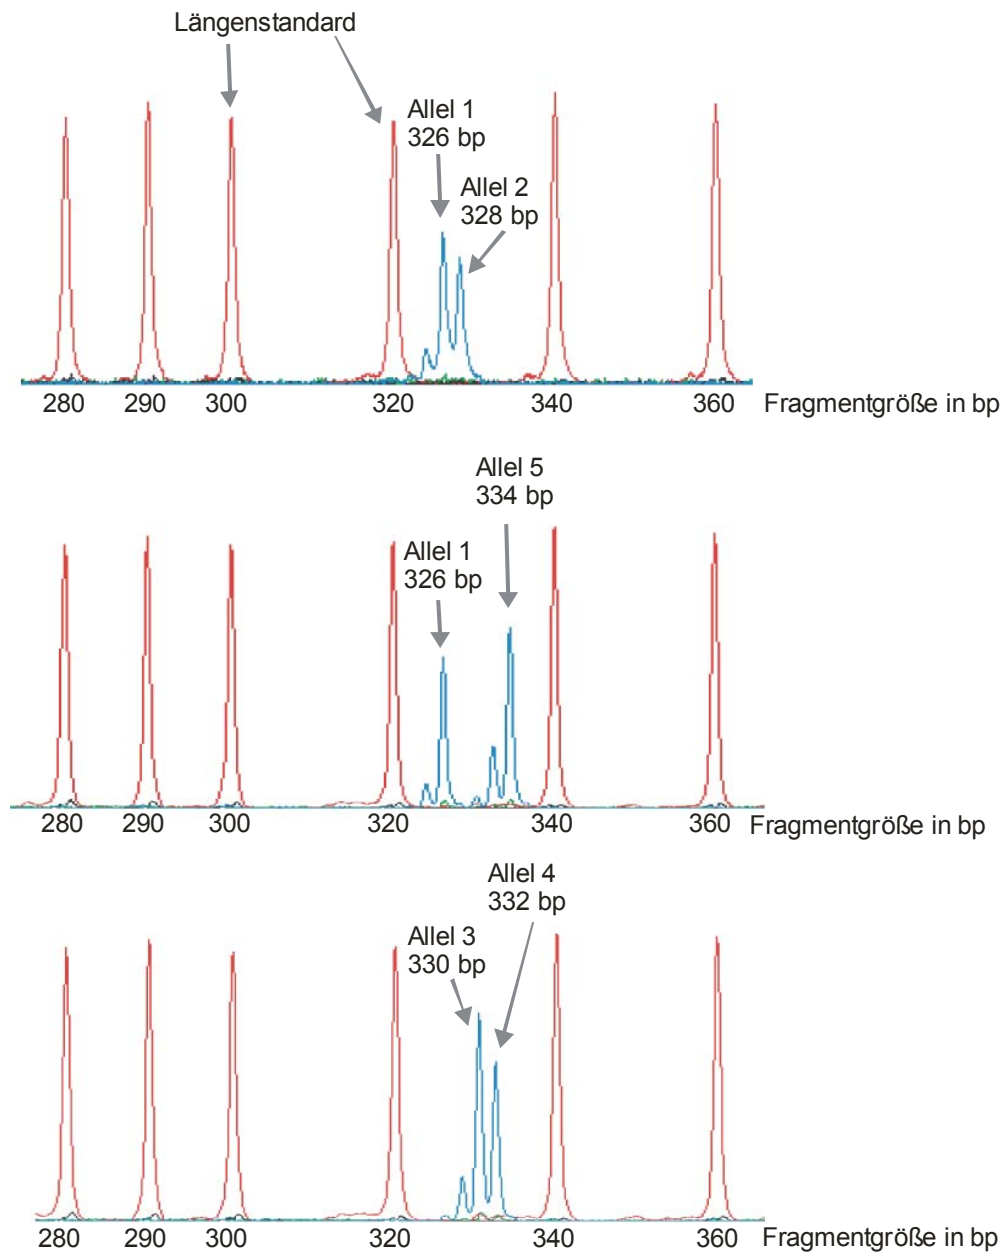 Längenstandard
Allel 1
326 bp
Allel 2
328 bp
280 290 300 320 340 360 Fragmentgröße in bp
Allel 5
334 bp
Allel 1
326 bp
280 290 300 320 340 360 Fragmentgröße in bp
Allel 4
332 bp
Allel 3
330 bp
280 290 300 320 340 360 Fragmentgröße in bp